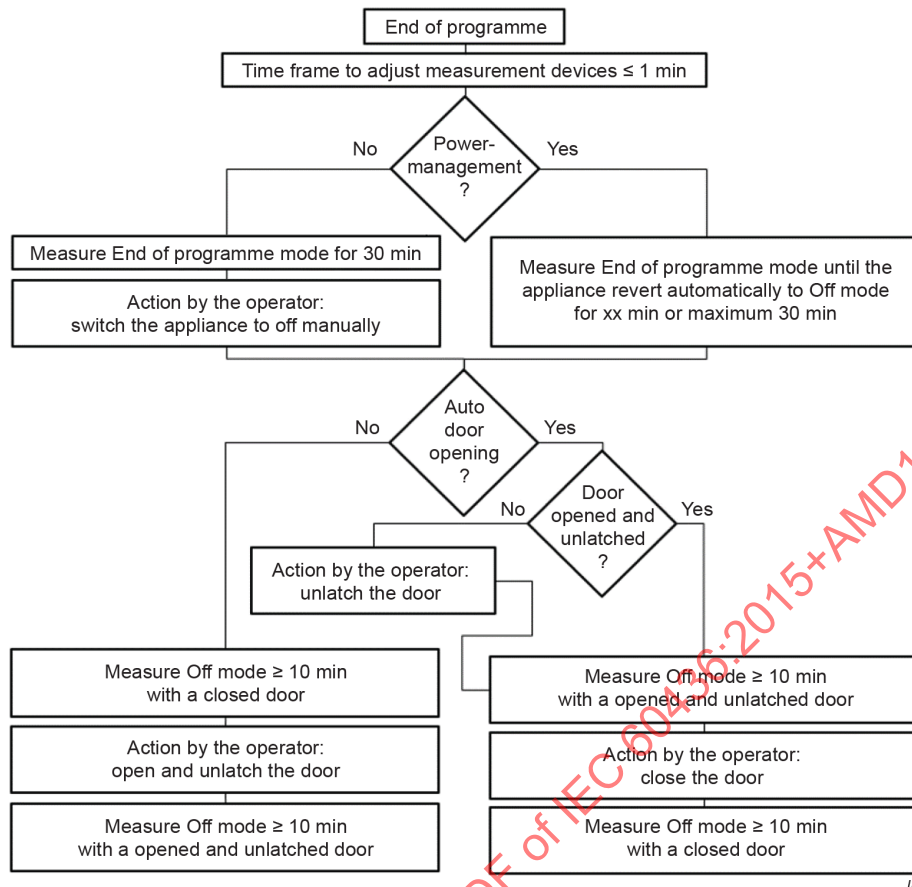 End of programme
Time frame to adjust measurement devices ≤ 1 min
Power-
management
?
No
Yes
Measure End of programme mode for 30 min
Action by the operator:
switch the appliance to off manually
Measure End of programme mode until the
appliance revert automatically to Off mode
for xx min or maximum 30 min
Auto
door
opening
?
No
Yes
Door
opened and
unlatched
?
No
Yes
Action by the operator:
unlatch the door
Measure Off mode ≥ 10 min
with a closed door
Action by the operator:
open and unlatch the door
Measure Off mode ≥ 10 min
with a opened and unlatched door
Measure Off mode ≥ 10 min
with a opened and unlatched door
Action by the operator:
close the door
Measure Off mode ≥ 10 min
with a closed door
of IEC 60436:2015+AMD1